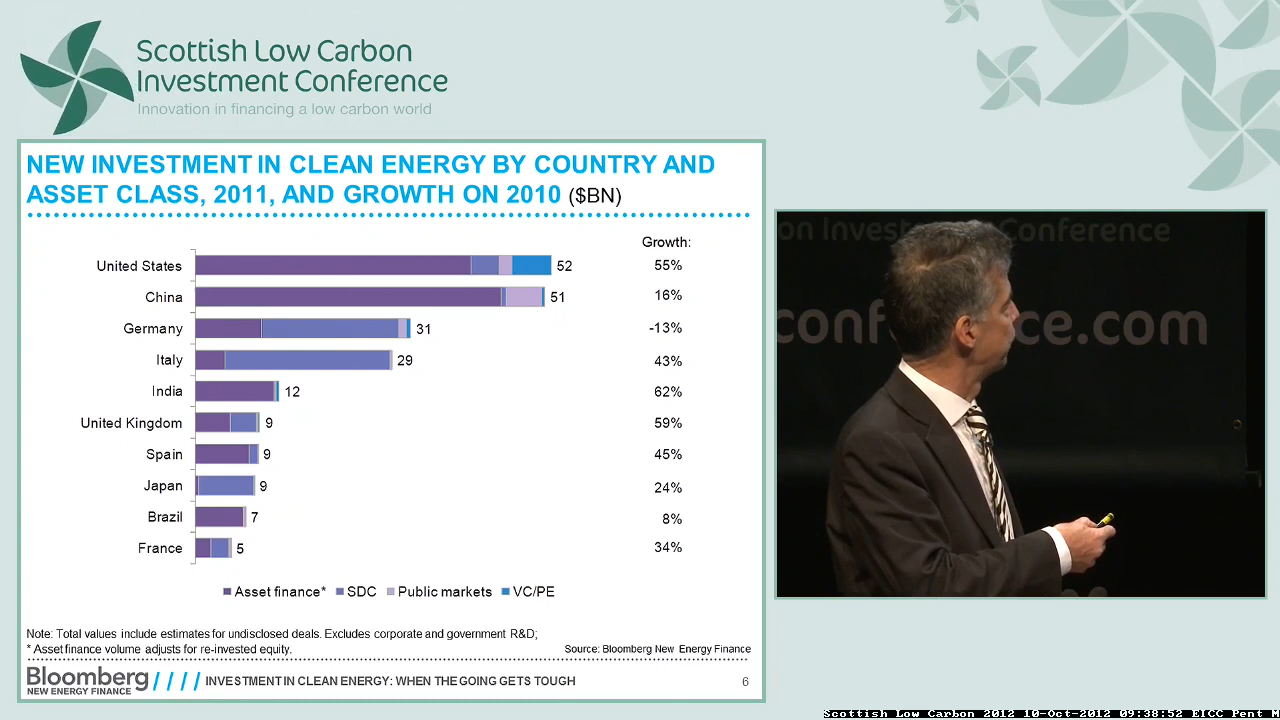 Scottish Low Carbon
Investment Conference
Innovation in financing a low carbon world
NEW INVESTMENT IN CLEAN ENERGY BY COUNTRY AND
ASSET CLASS, 2011, AND GROWTH ON 2010 ($BN)
Growth:
United States 52 55%
China 51 16%
Germany 31 -13%
Italy 29 43%
India 12 62%
United Kingdom 9 59%
Spain 9 45%
Japan 9 24%
Brazil 7 8%
France 5 34%
Asset finance* SDC Public markets VC/PE
Note: Total values include estimates for undisclosed deals. Excludes corporate and government R&D;
* Asset finance volume adjusts for re-invested equity.
Source: Bloomberg New Energy Finance
Bloomberg
NEW ENERGY FINANCE
INVESTMENT IN CLEAN ENERGY: WHEN THE GOING GETS TOUGH
6
on Inves Conference
conf ce.com
Scottish Low Carbon 2012 10-Oct-2012 09:38:52 EICC Pent M